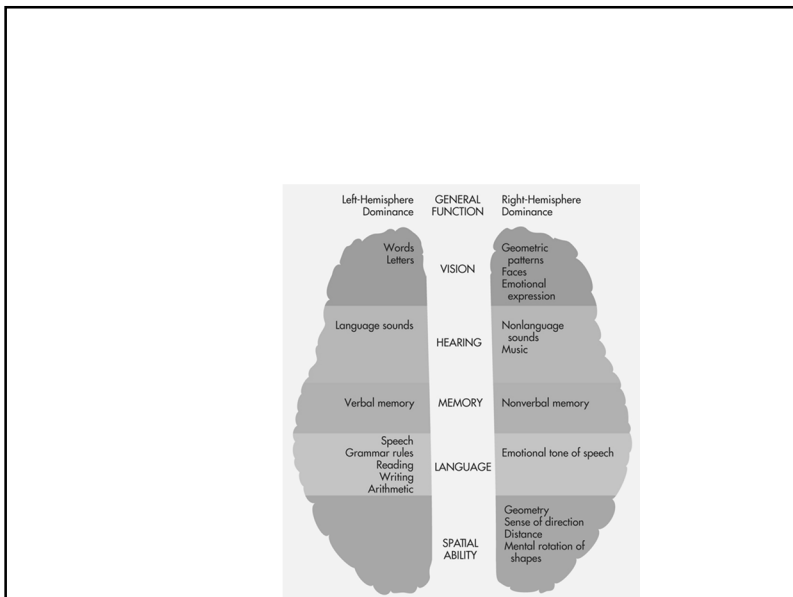 Left-Hemisphere
Dominance
GENERAL
FUNCTION
Right-Hemisphere
Dominance
Words
Letters
VISION
Geometric
patterns
Faces
Emotional
expression
Language sounds
HEARING
Nonlanguage
sounds
Music
Verbal memory
MEMORY
Nonverbal memory
Speech
Grammar rules
Reading
Writing
Arithmetic
LANGUAGE
Emotional tone of speech
SPATIAL
ABILITY
Geometry
Sense of direction
Distance
Mental rotation of
shapes